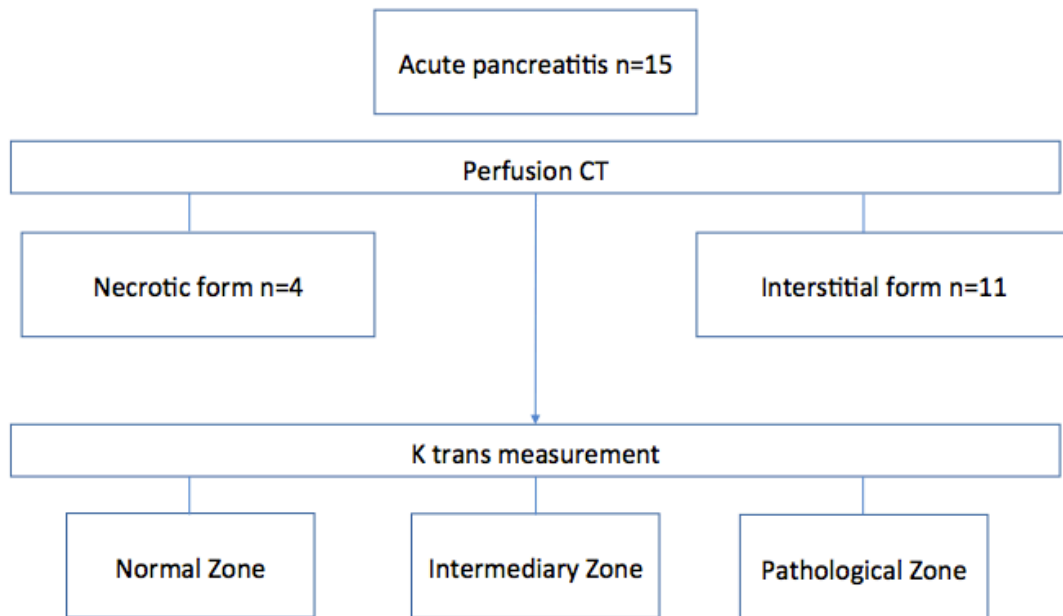 Acute pancreatitis n=15
Perfusion CT
Necrotic form n=4
Interstitial form n=11
K trans measurement
Normal Zone
Intermediary Zone
Pathological Zone